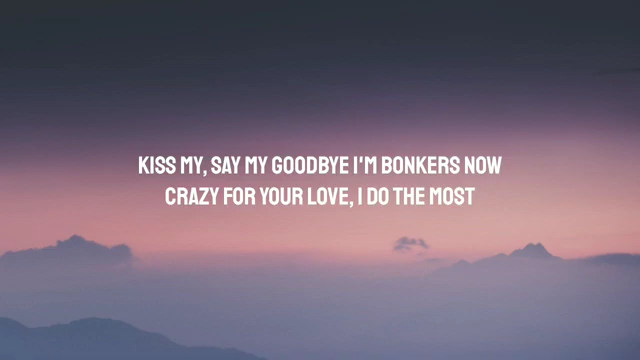 KISS MY, SAY MY GOODBYE I'M BONKERS NOW
CRAZY FOR YOUR LOVE, I DO THE MOST